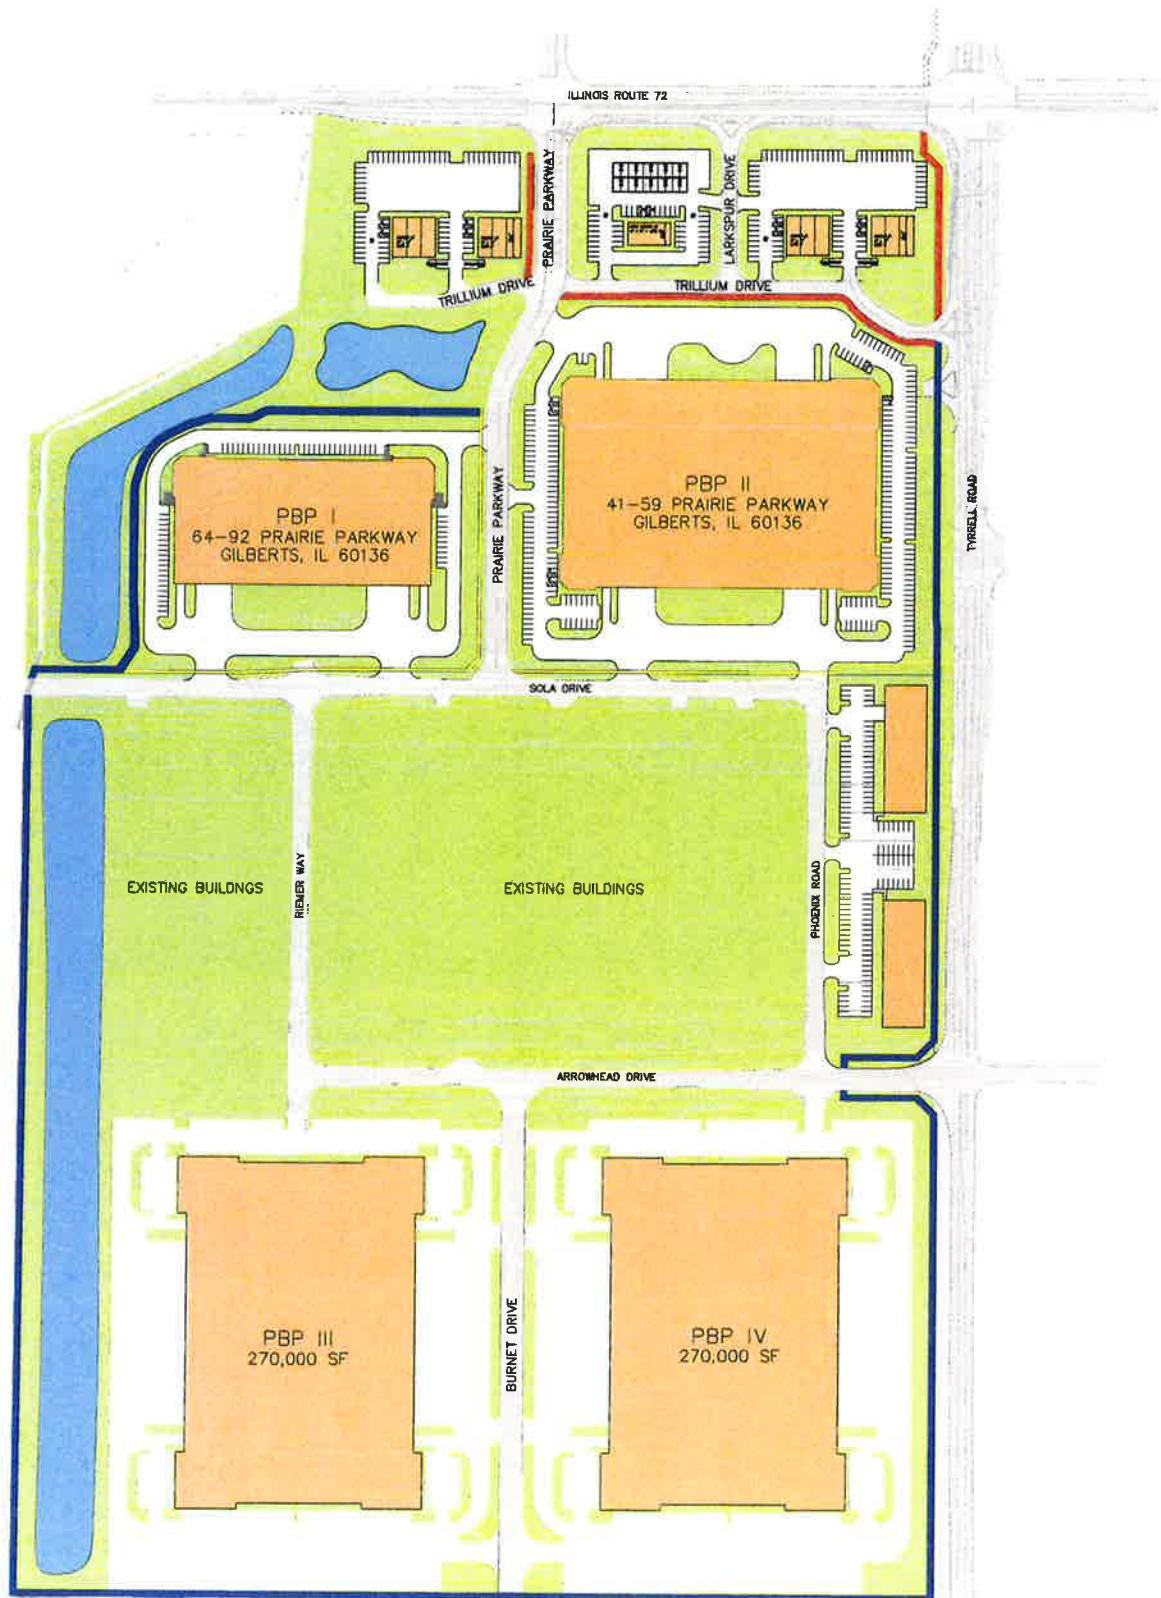 ILLINOIS ROUTE 72
PRAIRIE PARKWAY
LARKSPUR DRIVE
TRILLIUM DRIVE
TRILLIUM DRIVE
PBP I
64-92 PRAIRIE PARKWAY
GILBERTS, IL 60136
PRAIRIE PARKWAY
PBP II
41-59 PRAIRIE PARKWAY
GILBERTS, IL 60136
TYRRELL ROAD
SOLA DRIVE
EXISTING BUILDNGS
RIEMER WAY
EXISTING BUILDINGS
PHOENIX ROAD
ARROWHEAD DRIVE
PBP III
270,000 SF
BURNET DRIVE
PBP IV
270,000 SF